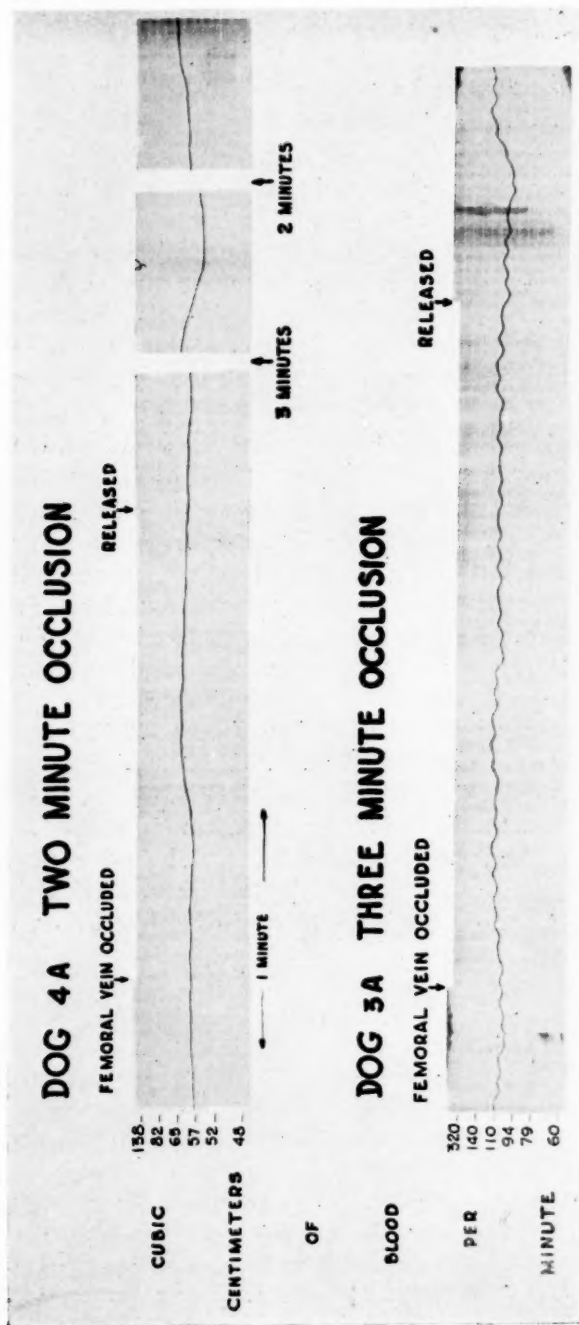 DOG 4A TWO MINUTE OCCLUSION
FEMORAL VEIN OCCLUDED
RELEASED
138-
82-
65-
57-
52-
48-
1 MINUTE
3 MINUTES
2 MINUTES
DOG 3A THREE MINUTE OCCLUSION
FEMORAL VEIN OCCLUDED
RELEASED
320-
140-
110-
94-
79-
60-
CUBIC
CENTIMETERS
OF
BLOOD
PER
MINUTE